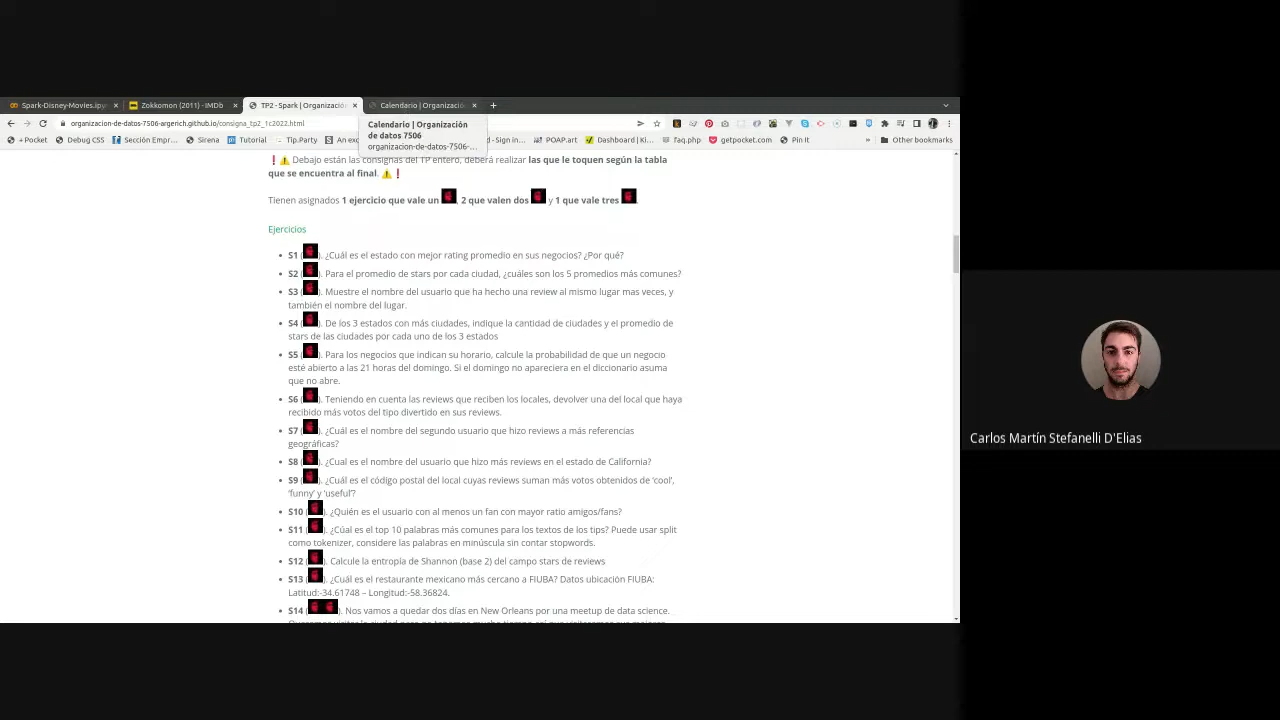 Spark-Disney-Movies.ipy
Zokkomon (2011) - IMDb
TP2 - Spark | Organizació
Calendario | Organizació
organizacion-de-datos-7506-argerich.github.io/consigna_tp2_1c2022.html
+Pocket
Debug CSS
Sección Empr...
Sirena
Tutorial
Tip.Party
An exc
Sign in...
POAP.art
Dashboard | Ki...
faq.php
getpocket.com
Pin it
»
Other bookmarks
Calendario | Organización
de datos 7506
organizacion-de-datos-7506-...
❗⚠️ Debajo están las consignas del TP entero, deberá realizar las que le toquen según la tabla
que se encuentra al final. ⚠️❗
Tienen asignados 1 ejercicio que vale un , 2 que valen dos y 1 que vale tres .
Ejercicios
• S1 ( ). ¿Cuál es el estado con mejor rating promedio en sus negocios? ¿Por qué?
• S2 ( ). Para el promedio de stars por cada ciudad, ¿cuáles son los 5 promedios más comunes?
• S3 ( ). Muestre el nombre del usuario que ha hecho una review al mismo lugar mas veces, y
también el nombre del lugar.
• S4 ( ). De los 3 estados con más ciudades, indique la cantidad de ciudades y el promedio de
stars de las ciudades por cada uno de los 3 estados
• S5 ( ). Para los negocios que indican su horario, calcule la probabilidad de que un negocio
esté abierto a las 21 horas del domingo. Si el domingo no apareciera en el diccionario asuma
que no abre.
• S6 ( ). Teniendo en cuenta las reviews que reciben los locales, devolver una del local que haya
recibido más votos del tipo divertido en sus reviews.
• S7 ( ). ¿Cuál es el nombre del segundo usuario que hizo reviews a más referencias
geográficas?
• S8 ( ). ¿Cual es el nombre del usuario que hizo más reviews en el estado de California?
• S9 ( ). ¿Cuál es el código postal del local cuyas reviews suman más votos obtenidos de 'cool',
'funny' y 'useful'?
• S10 ( ). ¿Quién es el usuario con al menos un fan con mayor ratio amigos/fans?
• S11 ( ). ¿Cúal es el top 10 palabras más comunes para los textos de los tips? Puede usar split
como tokenizer, considere las palabras en minúscula sin contar stopwords.
• S12 ( ). Calcule la entropía de Shannon (base 2) del campo stars de reviews
• S13 ( ). ¿Cuál es el restaurante mexicano más cercano a FIUBA? Datos ubicación FIUBA:
Latitud:-34.61748 – Longitud:-58.36824.
• S14 ( ). Nos vamos a quedar dos días en New Orleans por una meetup de data science.
Carlos Martín Stefanelli D'Elias